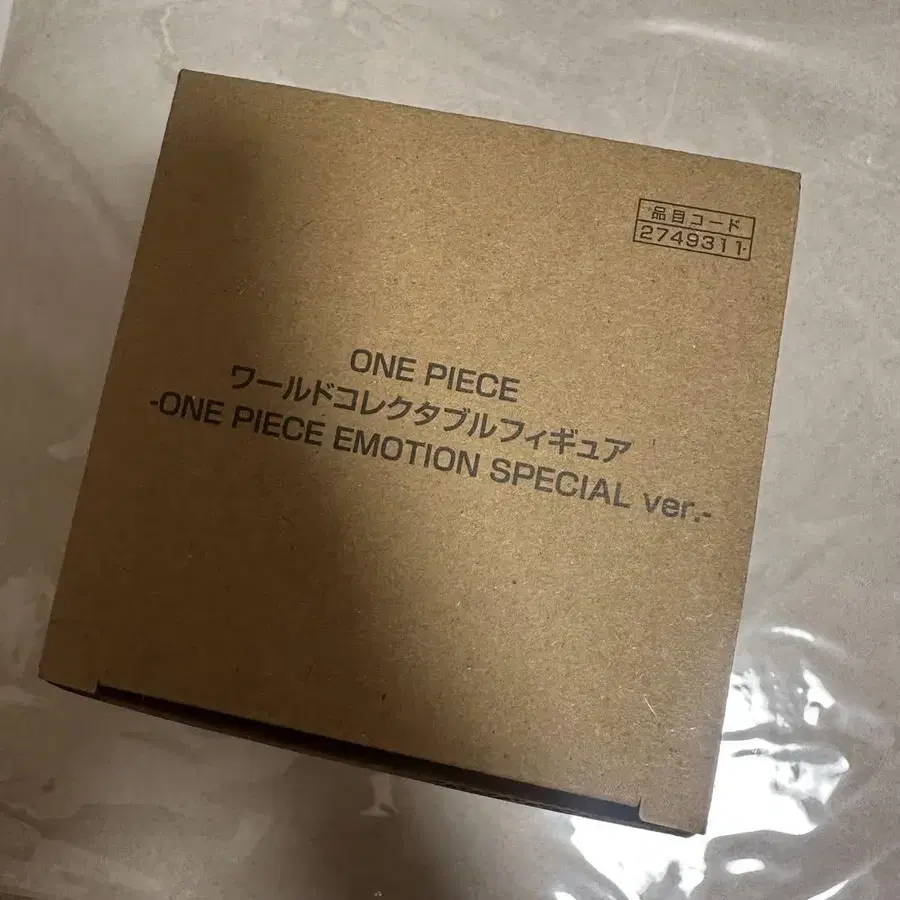 品目コード
2749311
ONE PIECE
ワールドコレクタブルフィギュア
-ONE PIECE EMOTION SPECIAL ver.-